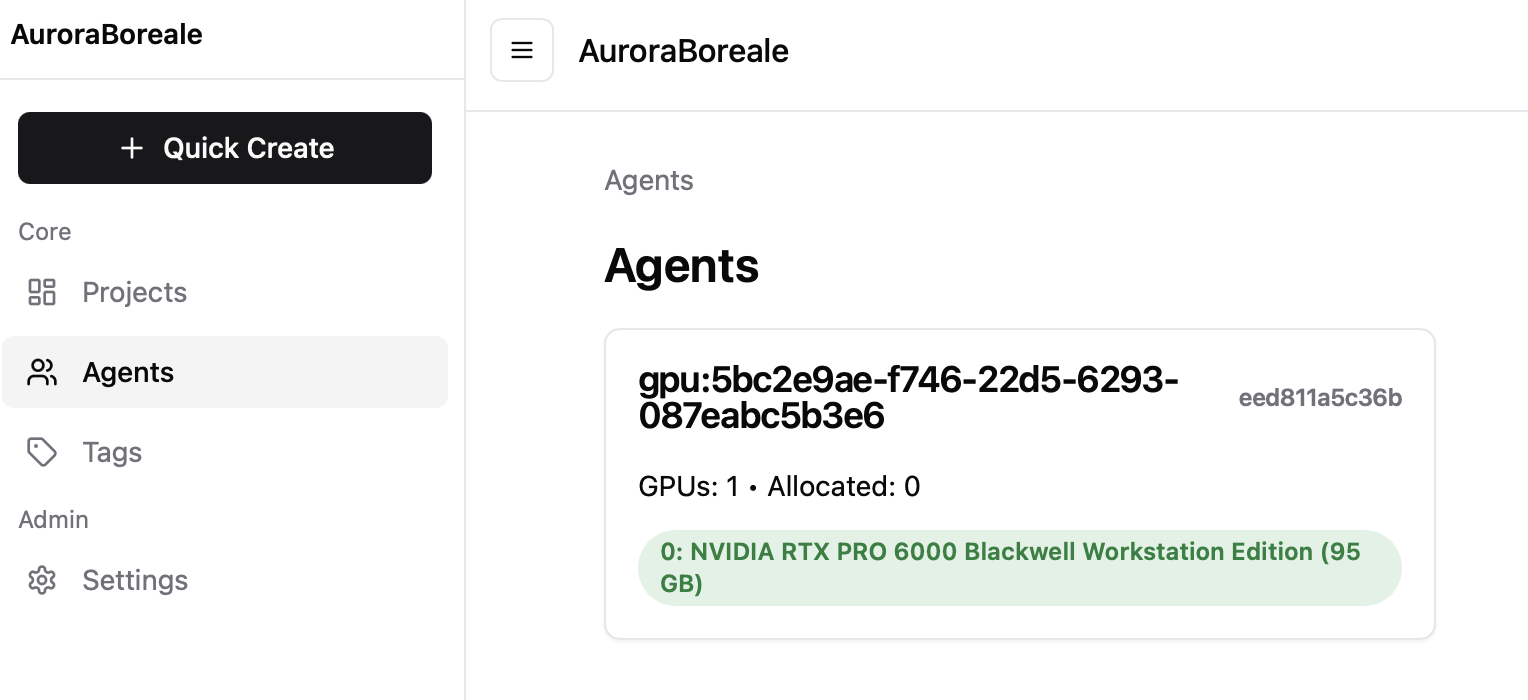 AuroraBoreale
Quick Create
Core
Projects
Agents
Tags
Admin
Settings
AuroraBoreale
Agents
Agents
gpu:5bc2e9ae-f746-22d5-6293-
087eabc5b3e6
eed811a5c36b
GPUs: 1 • Allocated: 0
0: NVIDIA RTX PRO 6000 Blackwell Workstation Edition (95
GB)